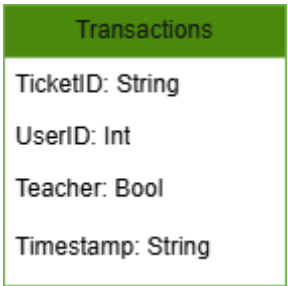 Transactions
TicketID: String
UserID: Int
Teacher: Bool
Timestamp: String